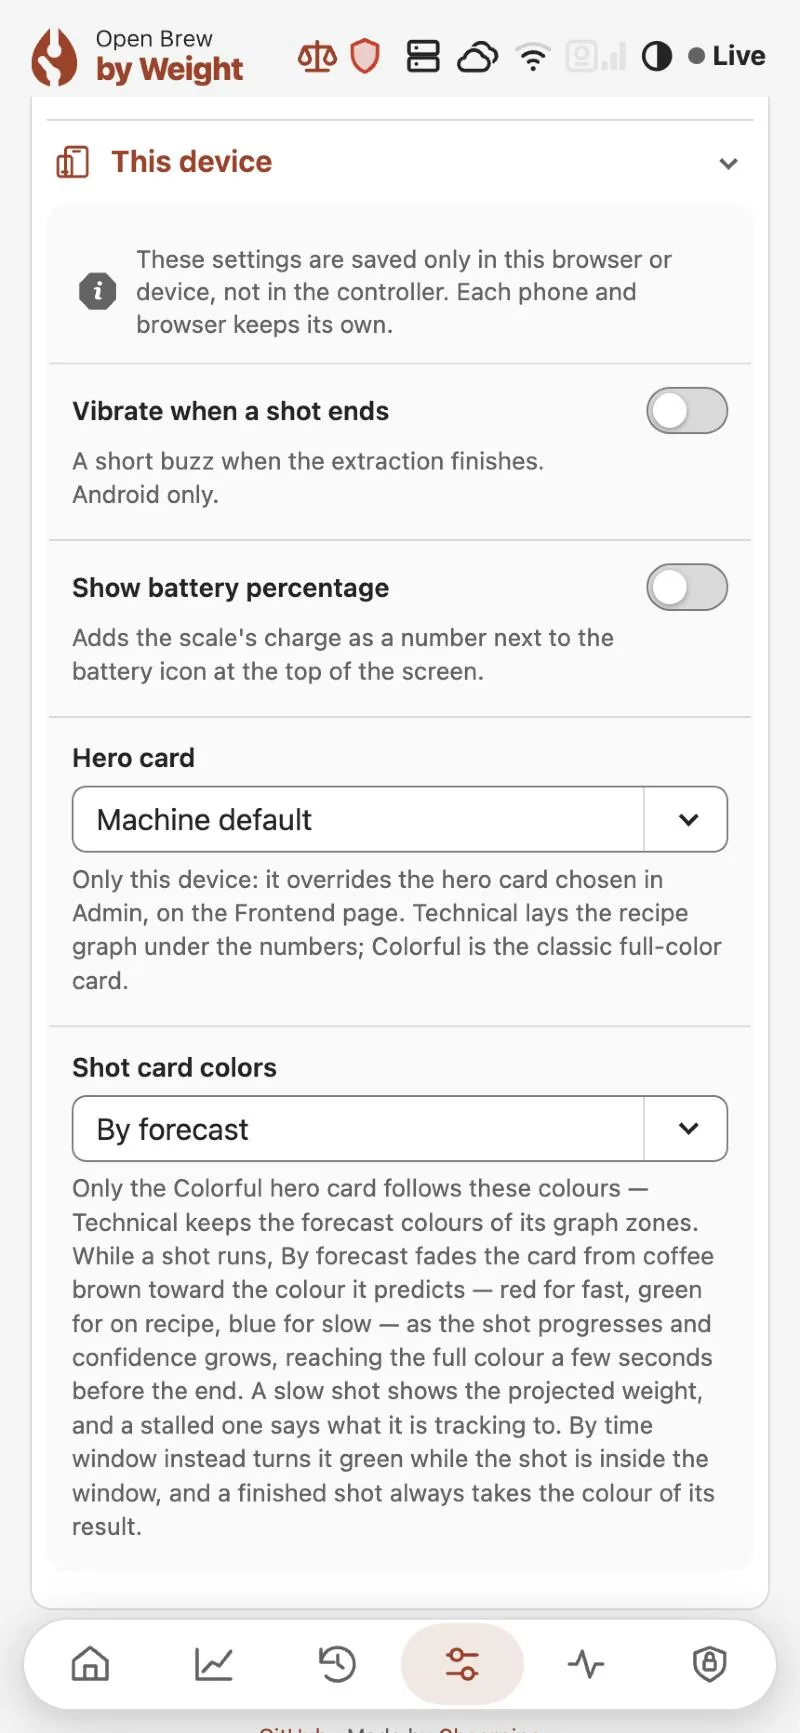 Open Brew
by Weight
Live
This device
These settings are saved only in this browser or
device, not in the controller. Each phone and
browser keeps its own.
Vibrate when a shot ends
A short buzz when the extraction finishes.
Android only.
Show battery percentage
Adds the scale's charge as a number next to the
battery icon at the top of the screen.
Hero card
Machine default
Only this device: it overrides the hero card chosen in
Admin, on the Frontend page. Technical lays the recipe
graph under the numbers; Colorful is the classic full-color
card.
Shot card colors
By forecast
Only the Colorful hero card follows these colours —
Technical keeps the forecast colours of its graph zones.
While a shot runs, By forecast fades the card from coffee
brown toward the colour it predicts — red for fast, green
for on recipe, blue for slow — as the shot progresses and
confidence grows, reaching the full colour a few seconds
before the end. A slow shot shows the projected weight,
and a stalled one says what it is tracking to. By time
window instead turns it green while the shot is inside the
window, and a finished shot always takes the colour of its
result.